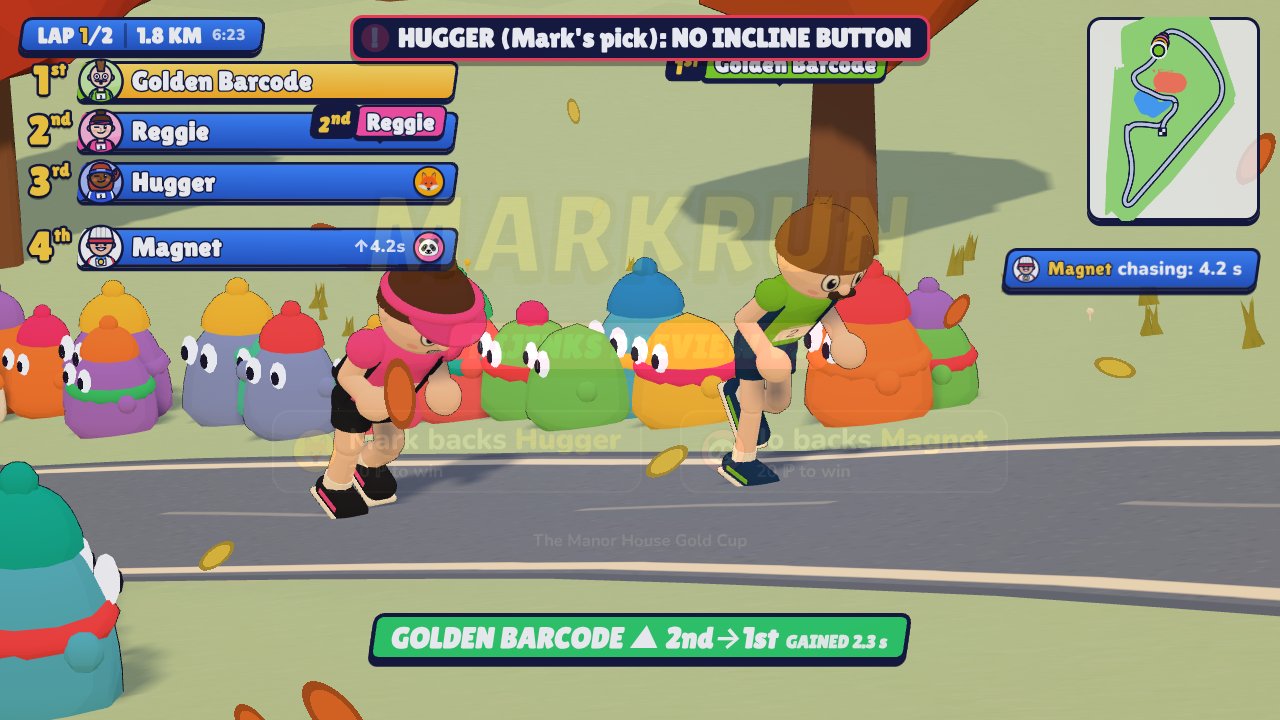 LAP 1/2 1.8 KM 6:23
HUGGER (Mark's pick): NO INCLINE BUTTON
1st Golden Barcode
1st Golden Barcode
2nd Reggie
2nd Reggie
3rd Hugger
4th Magnet ↑4.2s
Magnet chasing: 4.2 s
MARKRUN
Mark backs Hugger
to win
backs Magnet
20 to win
The Manor House Gold Cup
GOLDEN BARCODE ▲ 2nd→1st GAINED 2.3 s